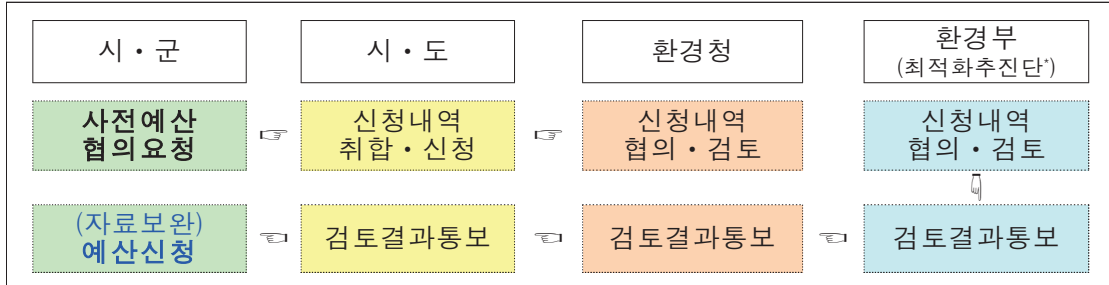 시・군
시・도
환경청
환경부
(최적화추진단*)
사전예산
협의요청
☞
신청내역
취합・신청
☞
신청내역
협의・검토
신청내역
협의・검토
☟
(자료보완)
예산신청
☜
검토결과통보
☜
검토결과통보
☜
검토결과통보